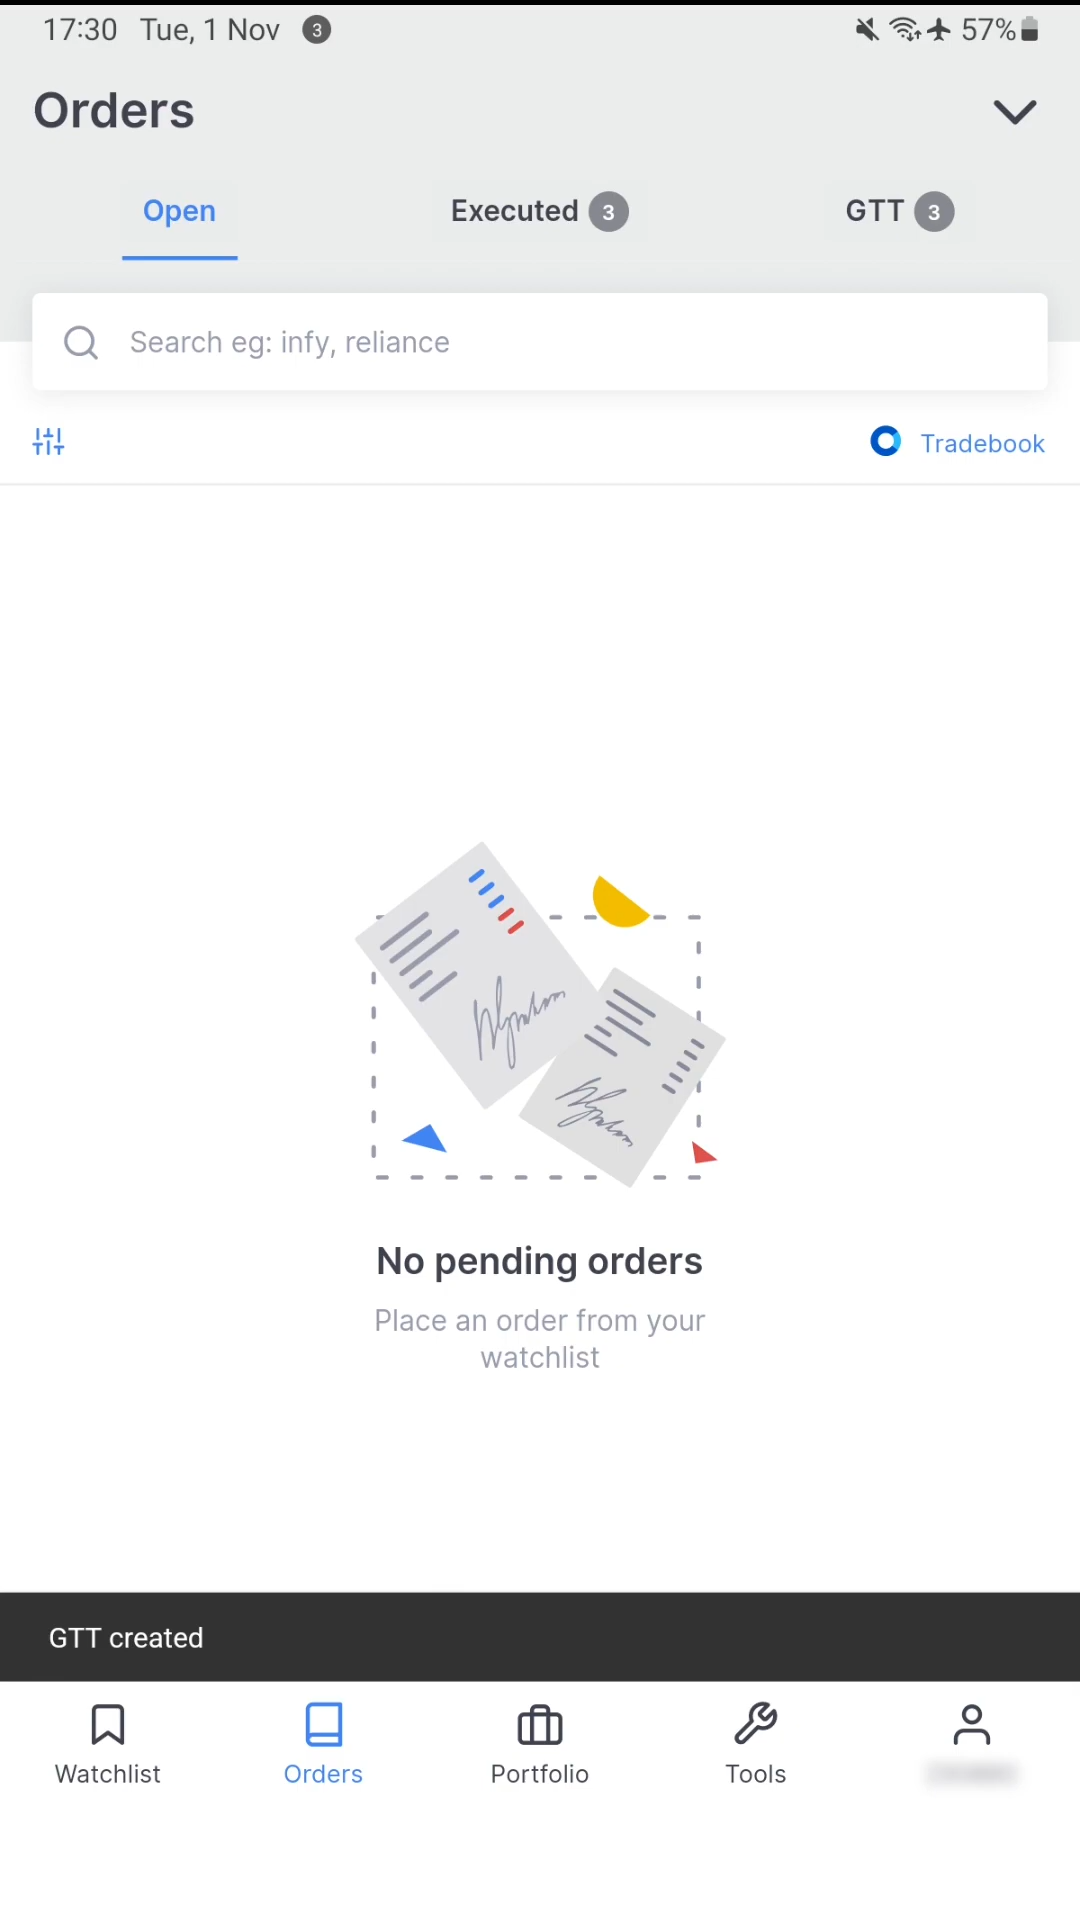 17:30 Tue, 1 Nov 3
57%
Orders
Open
Executed 3
GTT 3
Search eg: infy, reliance
Tradebook
No pending orders
Place an order from your
watchlist
GTT created
Watchlist
Orders
Portfolio
Tools